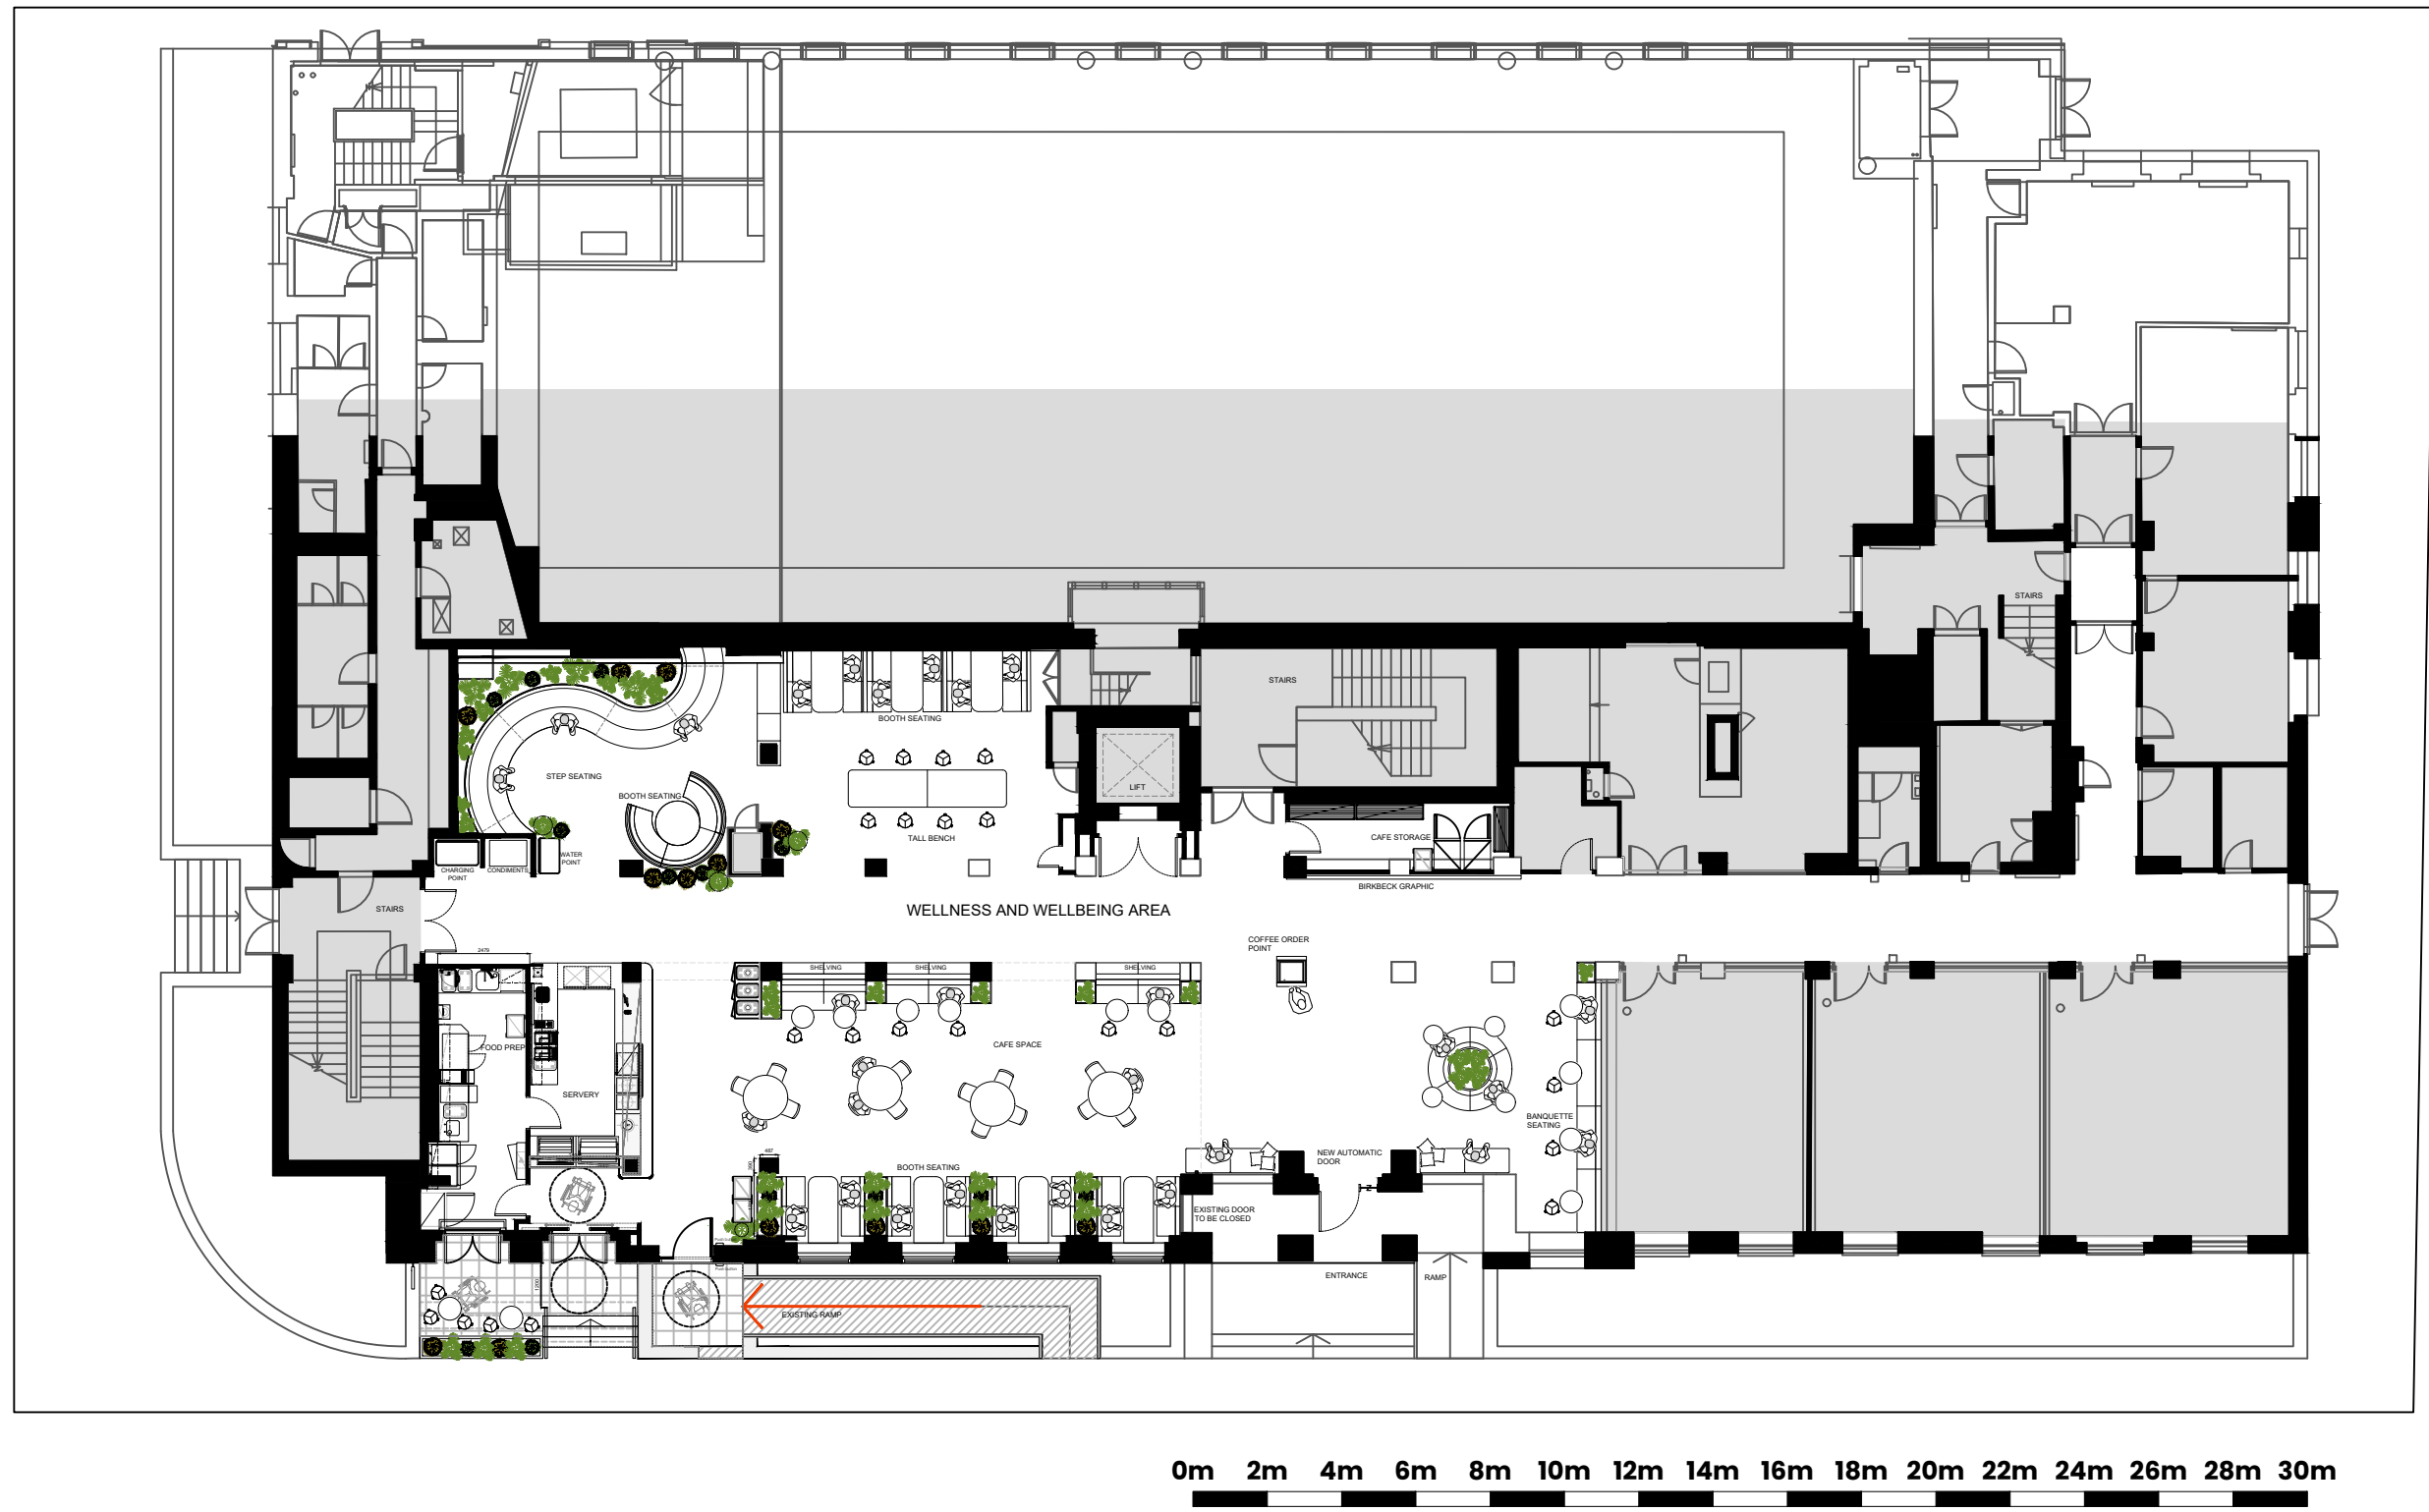 STAIRS
STAIRS
BOOTH SEATING
STEP SEATING
LIFT
BOOTH SEATING
TALL BENCH
CAFE STORAGE
WATER
POINT
CHARGING
POINT
CONDIMENTS
BIRKBECK GRAPHIC
STAIRS
WELLNESS AND WELLBEING AREA
COFFEE ORDER
POINT
2479
SHELVING
SHELVING
SHELVING
FOOD PREP
CAFE SPACE
SERVERY
BANQUETTE
SEATING
NEW AUTOMATIC
DOOR
487
BOOTH SEATING
EXISTING DOOR
TO BE CLOSED
ENTRANCE
RAMP
1200
EXISTING RAMP
0m 2m 4m 6m 8m 10m 12m 14m 16m 18m 20m 22m 24m 26m 28m 30m